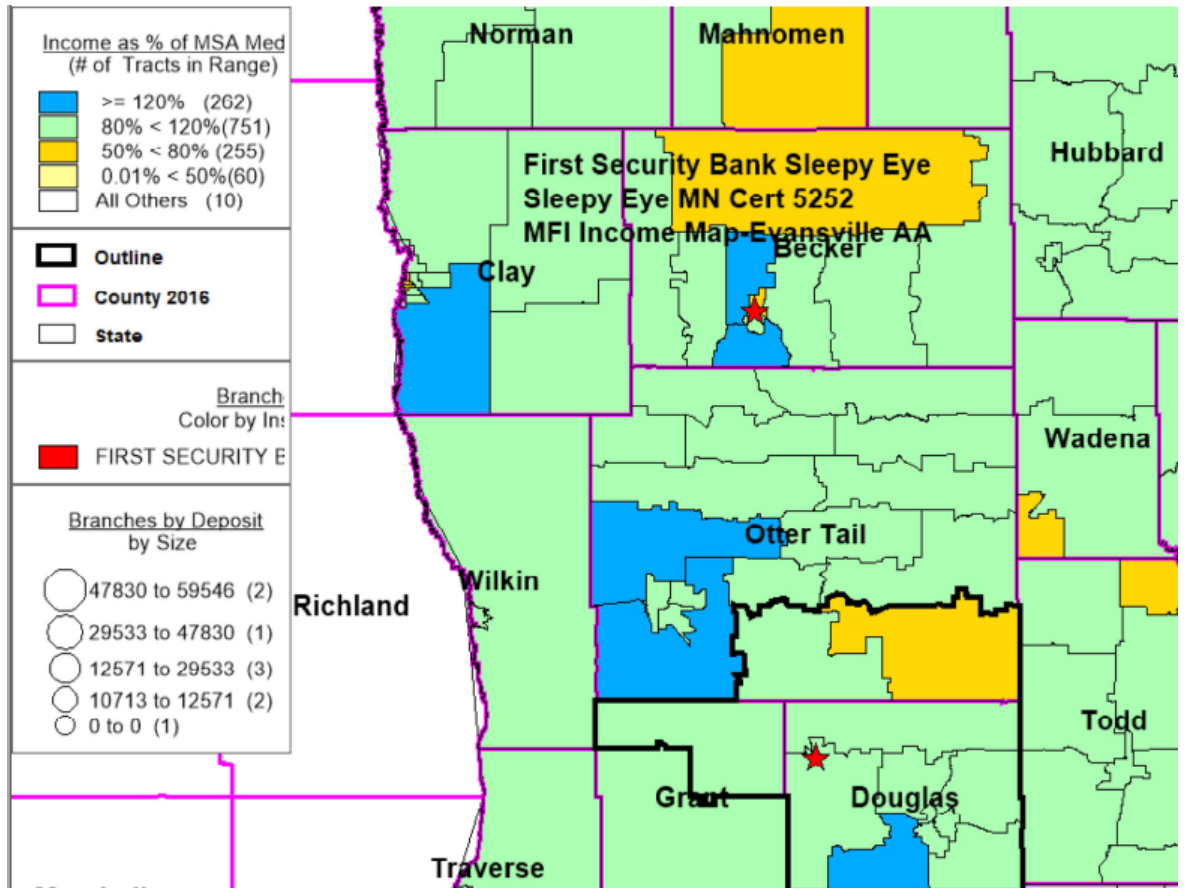 Income as % of MSA Med
(# of Tracts in Range)
>= 120% (262)
80% < 120%(751)
50% < 80% (255)
0.01% < 50%(60)
All Others (10)
Outline
County 2016
State
Branch
Color by Ins
FIRST SECURITY B
Branches by Deposit
by Size
47830 to 59546 (2)
29533 to 47830 (1)
12571 to 29533 (3)
10713 to 12571 (2)
0 to 0 (1)
Norman
Mahnomen
Hubbard
First Security Bank Sleepy Eye
Sleepy Eye MN Cert 5252
MFI Income Map-Evansville AA
Becker
Clay
Wadena
Otter Tail
Wilkin
Richland
Todd
Grant
Douglas
Traverse